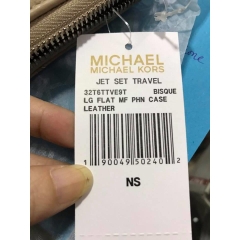 MICHAEL
MICHAEL KORS
JET SET TRAVEL
32T6TTVE9T BISQUE
LG FLAT MF PHN CASE
LEATHER
1 90049 50240 2
NS